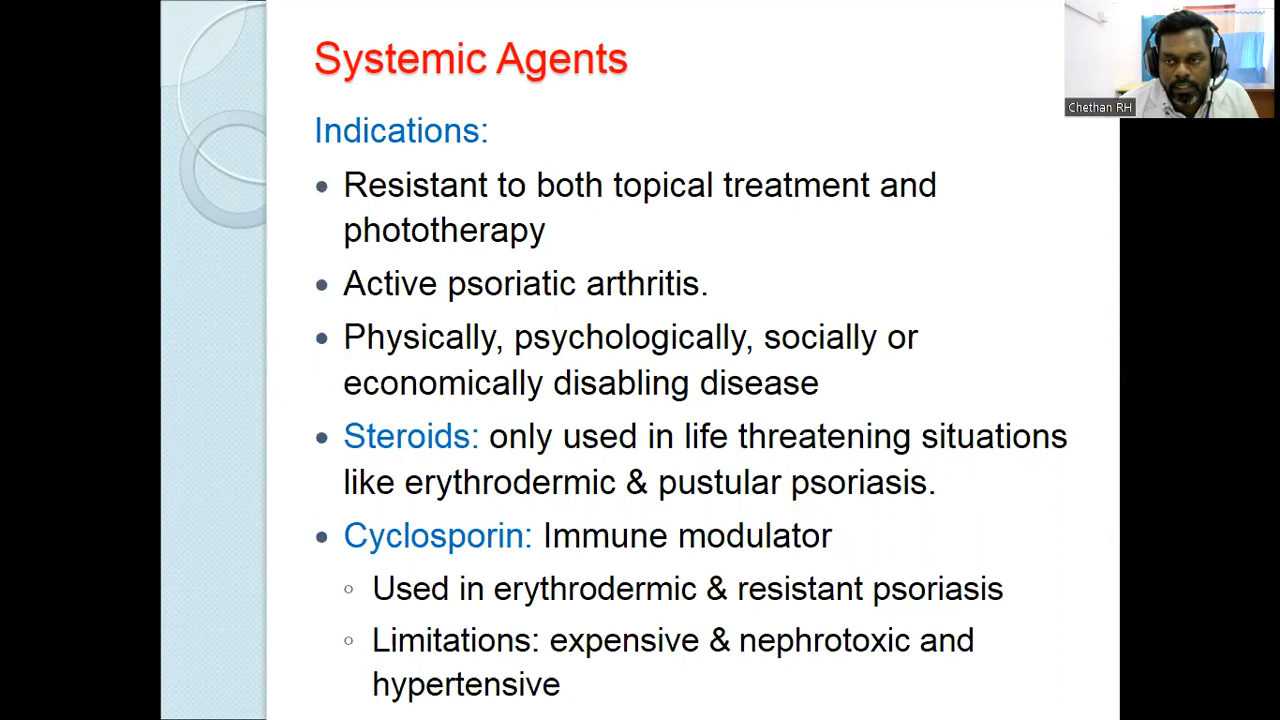 Systemic Agents
Chethan RH
Indications:
• Resistant to both topical treatment and
phototherapy
• Active psoriatic arthritis.
• Physically, psychologically, socially or
economically disabling disease
• Steroids: only used in life threatening situations
like erythrodermic & pustular psoriasis.
• Cyclosporin: Immune modulator
◦ Used in erythrodermic & resistant psoriasis
◦ Limitations: expensive & nephrotoxic and
hypertensive